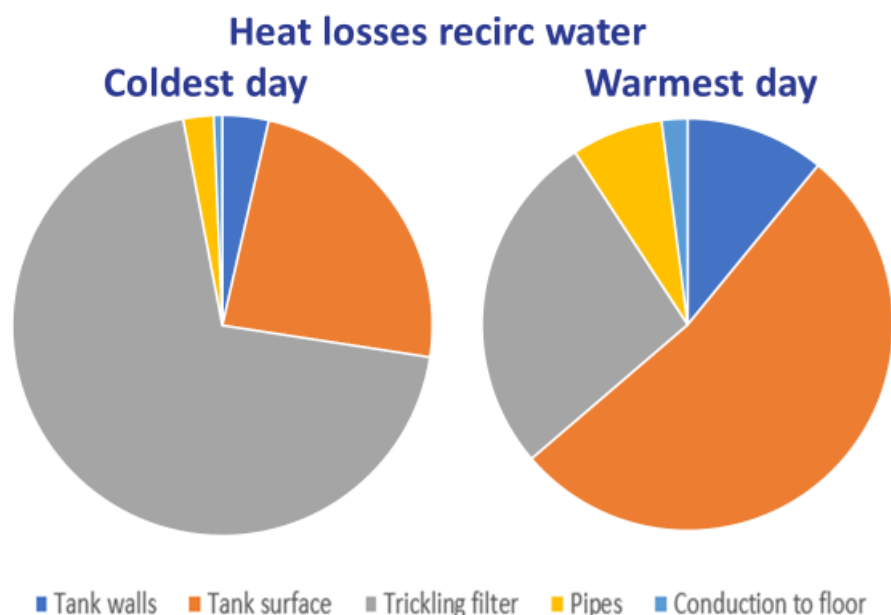 Heat losses recirc water
Coldest day Warmest day
Tank walls Tank surface Trickling filter Pipes Conduction to floor